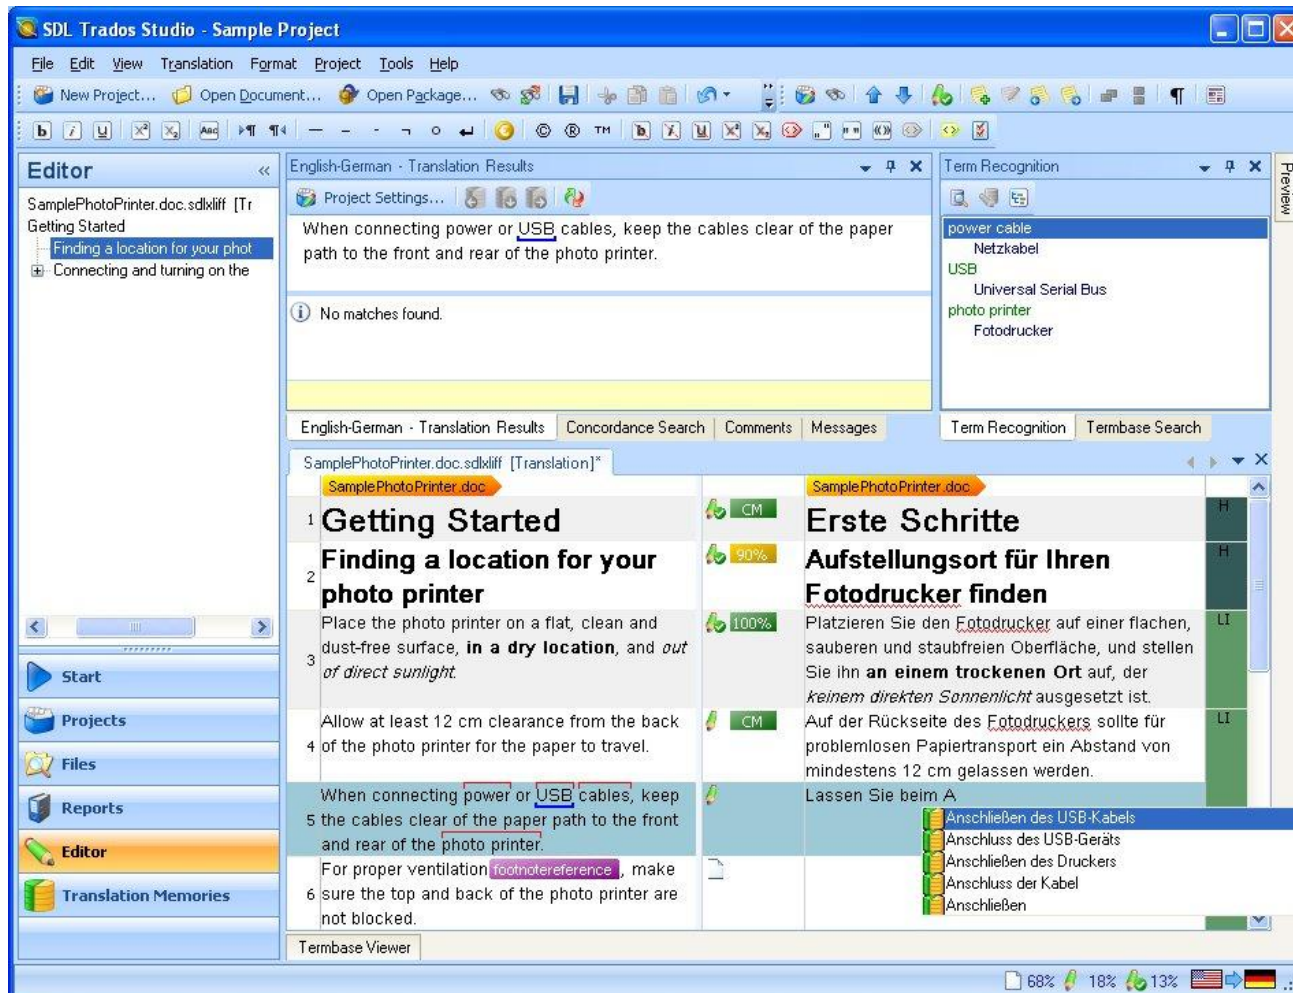 SDL Trados Studio - Sample Project
File Edit View Translation Format Project Tools Help
New Project... Open Document... Open Package...
Editor
SamplePhotoPrinter.doc.sdlxliff [Tr
Getting Started
Finding a location for your phot
Connecting and turning on the
Start
Projects
Files
Reports
Editor
Translation Memories
English-German - Translation Results
Project Settings...
When connecting power or USB cables, keep the cables clear of the paper
path to the front and rear of the photo printer.
No matches found.
English-German - Translation Results Concordance Search Comments Messages
Term Recognition
power cable
Netzkabel
USB
Universal Serial Bus
photo printer
Fotodrucker
Term Recognition Termbase Search
Preview
SamplePhotoPrinter.doc.sdlxliff [Translation]*
SamplePhotoPrinter.doc SamplePhotoPrinter.doc
1 Getting Started CM Erste Schritte H
2 Finding a location for your
photo printer
90%
Aufstellungsort für Ihren
Fotodrucker finden
H
3 Place the photo printer on a flat, clean and
dust-free surface, in a dry location, and out
of direct sunlight.
100%
Platzieren Sie den Fotodrucker auf einer flachen,
sauberen und staubfreien Oberfläche, und stellen
Sie ihn an einem trockenen Ort auf, der
keinem direkten Sonnenlicht ausgesetzt ist.
LI
4 Allow at least 12 cm clearance from the back
of the photo printer for the paper to travel.
CM
Auf der Rückseite des Fotodruckers sollte für
problemlosen Papiertransport ein Abstand von
mindestens 12 cm gelassen werden.
LI
5 When connecting power or USB cables, keep
the cables clear of the paper path to the front
and rear of the photo printer.
Lassen Sie beim A
Anschließen des USB-Kabels
Anschluss des USB-Geräts
Anschließen des Druckers
Anschluss der Kabel
Anschließen
6 For proper ventilation footnotereference , make
sure the top and back of the photo printer are
not blocked.
Termbase Viewer
68% 18% 13%